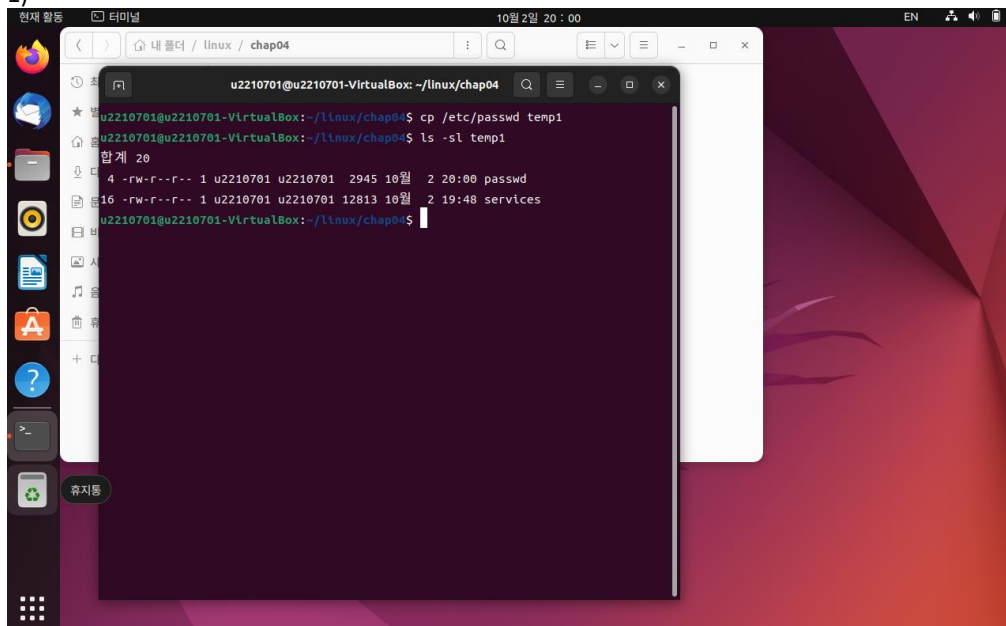 현재 활동 터미널 10월 2일 20 : 00 EN
내 폴더 / linux / chap04
u2210701@u2210701-VirtualBox: ~/linux/chap04
u2210701@u2210701-VirtualBox:~/linux/chap04$ cp /etc/passwd temp1
u2210701@u2210701-VirtualBox:~/linux/chap04$ ls -sl temp1
합계 20
4 -rw-r--r-- 1 u2210701 u2210701 2945 10월 2 20:00 passwd
16 -rw-r--r-- 1 u2210701 u2210701 12813 10월 2 19:48 services
u2210701@u2210701-VirtualBox:~/linux/chap04$
휴지통